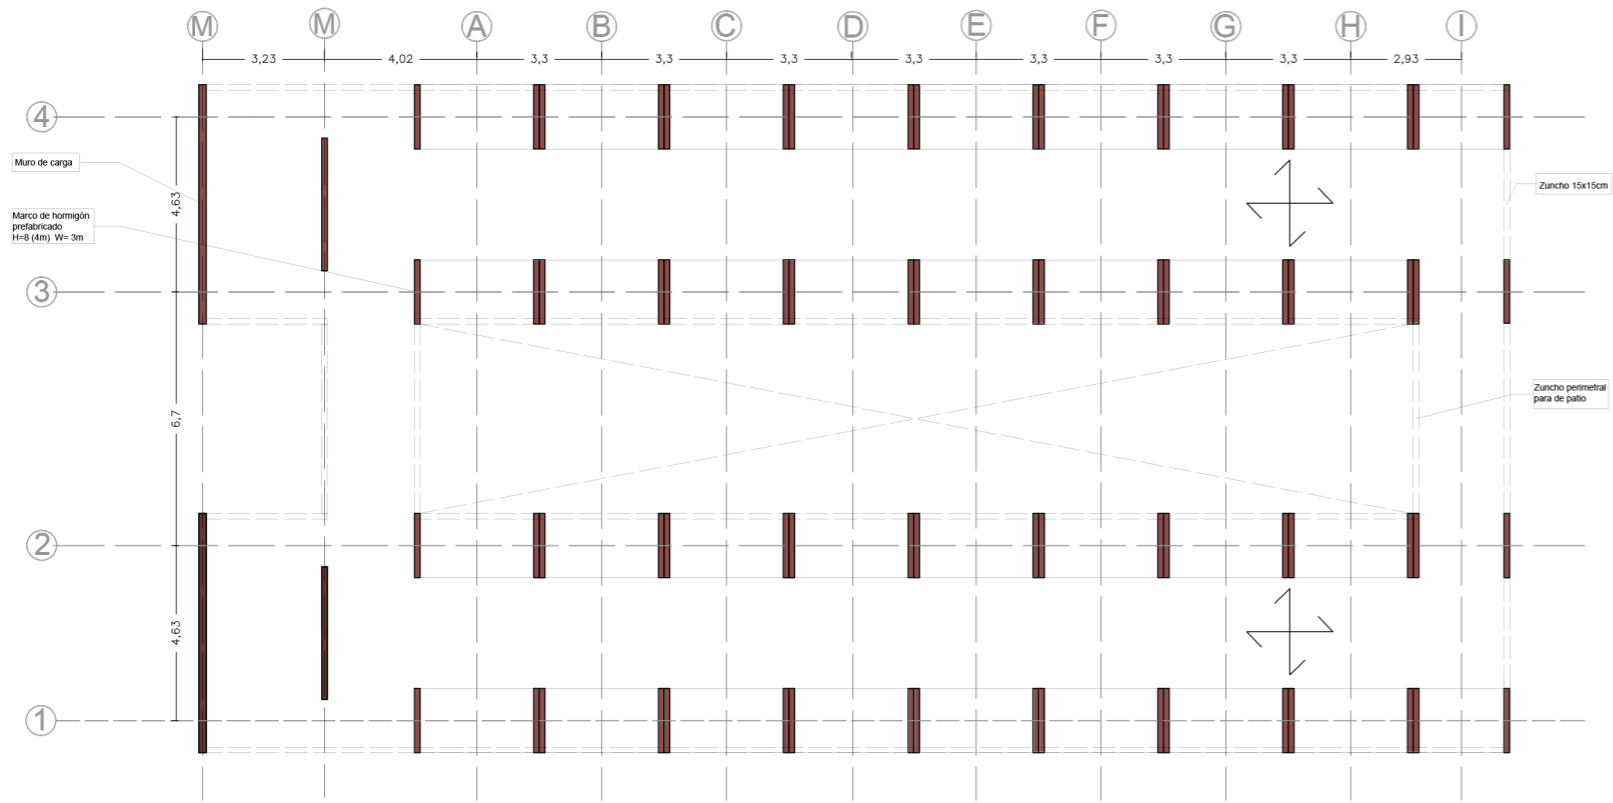 M M A B C D E F G H I
3,23 4,02 3,3 3,3 3,3 3,3 3,3 3,3 3,3 2,93
4
Muro de carga
4,63
Zuncho 15x15cm
Marco de hormigón
prefabricado
H=8 (4m) W= 3m
3
Zuncho perimetral
para de patio
6,7
2
4,63
1